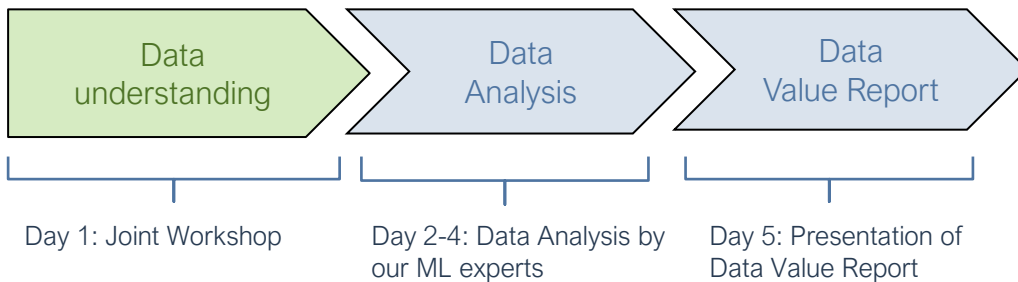 Data
understanding
Data
Analysis
Data
Value Report
Day 1: Joint Workshop
Day 2-4: Data Analysis by
our ML experts
Day 5: Presentation of
Data Value Report